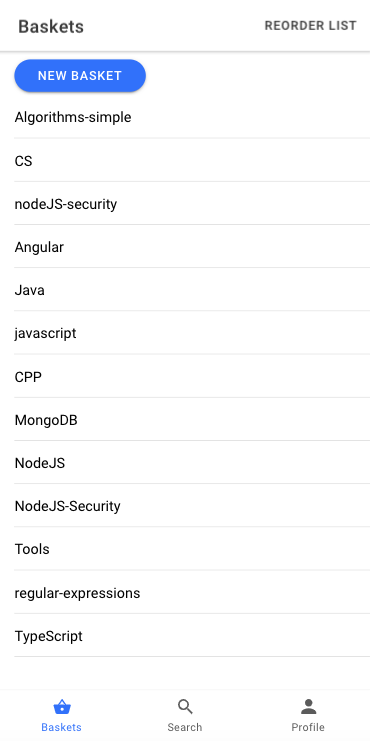 Baskets
REORDER LIST
NEW BASKET
Algorithms-simple
CS
nodeJS-security
Angular
Java
javascript
CPP
MongoDB
NodeJS
NodeJS-Security
Tools
regular-expressions
TypeScript
Baskets
Search
Profile